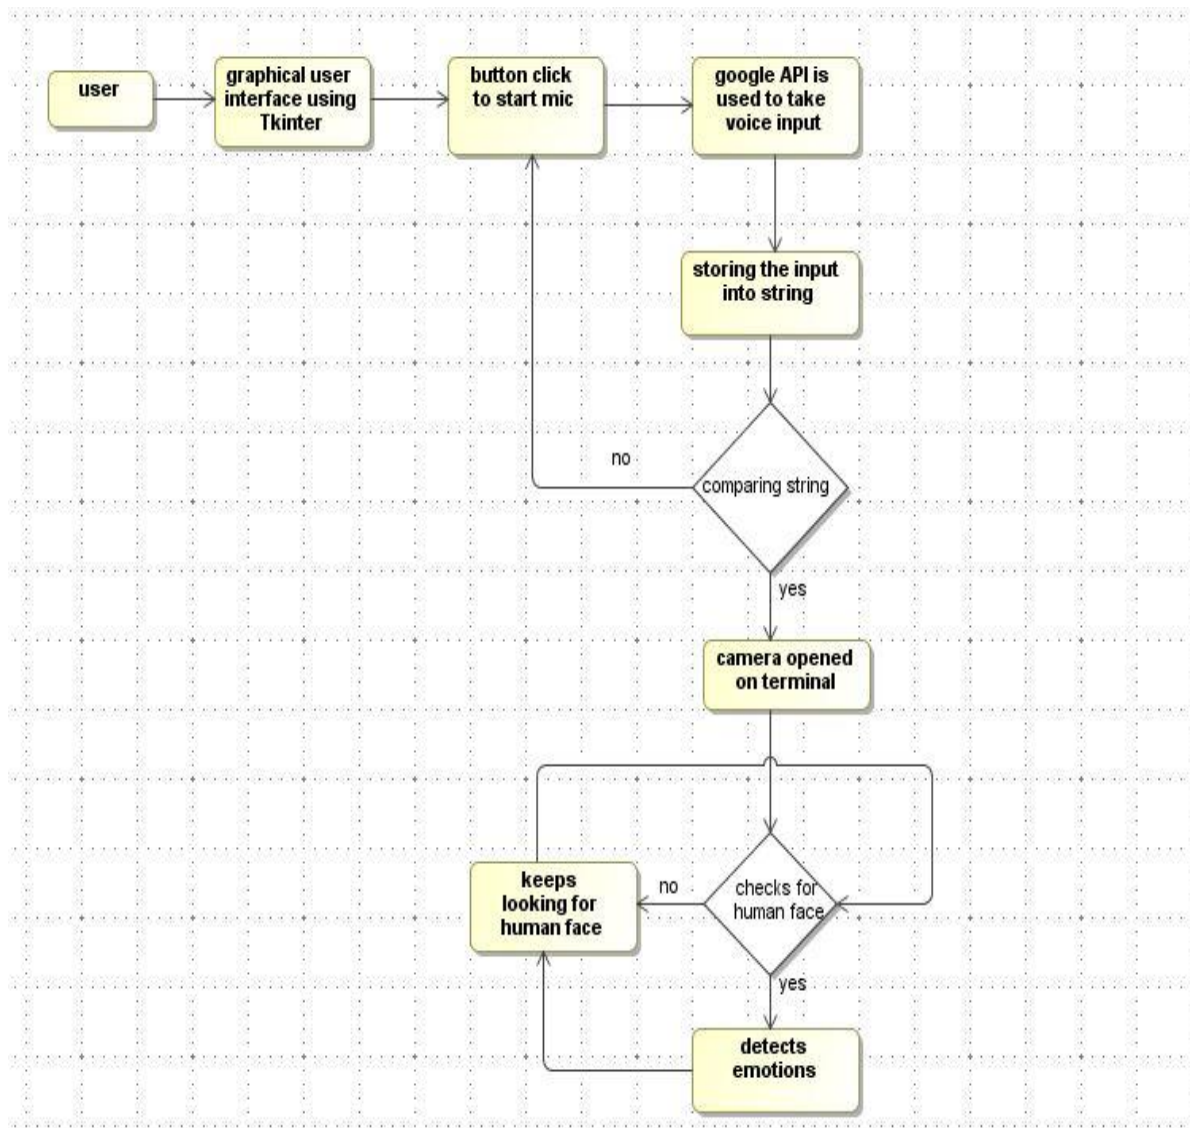 user
graphical user
interface using
Tkinter
button click
to start mic
google API is
used to take
voice input
storing the input
into string
no
comparing string
yes
camera opened
on terminal
keeps
looking for
human face
no
checks for
human face
yes
detects
emotions